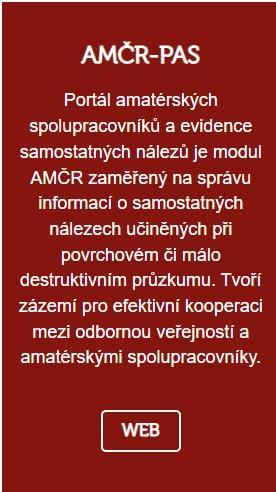 AMČR-PAS
Portál amatérských
spolupracovníků a evidence
samostatných nálezů je modul
AMČR zaměřený na správu
informací o samostatných
nálezech učiněných při
povrchovém či málo
destruktivním průzkumu. Tvoří
zázemí pro efektivní kooperaci
mezi odbornou veřejností a
amatérskými spolupracovníky.
WEB